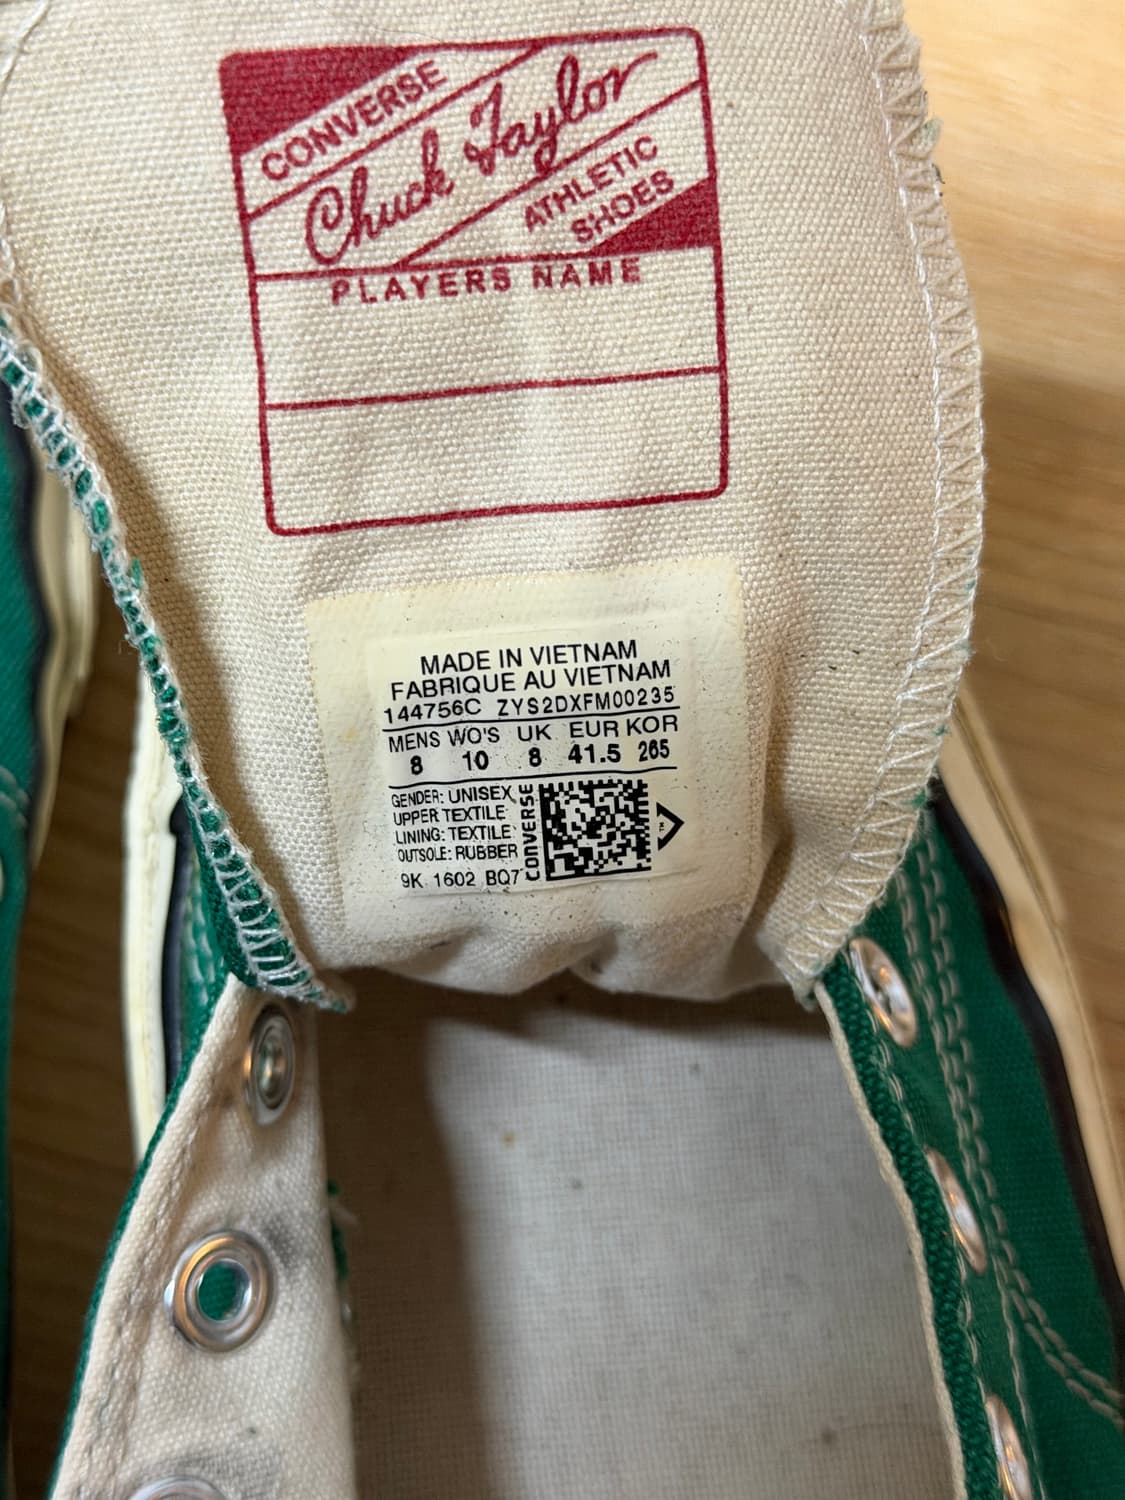 CONVERSE
Chuck Taylor
ATHLETIC
SHOES
PLAYERS NAME
MADE IN VIETNAM
FABRIQUE AU VIETNAM
144756C ZYS2DXFM00235
MENS WO'S UK EUR KOR
8 10 8 41.5 265
GENDER: UNISEX
UPPER TEXTILE
LINING: TEXTILE
OUTSOLE: RUBBER
9K 1602 BQ7
CONVERSE
TM